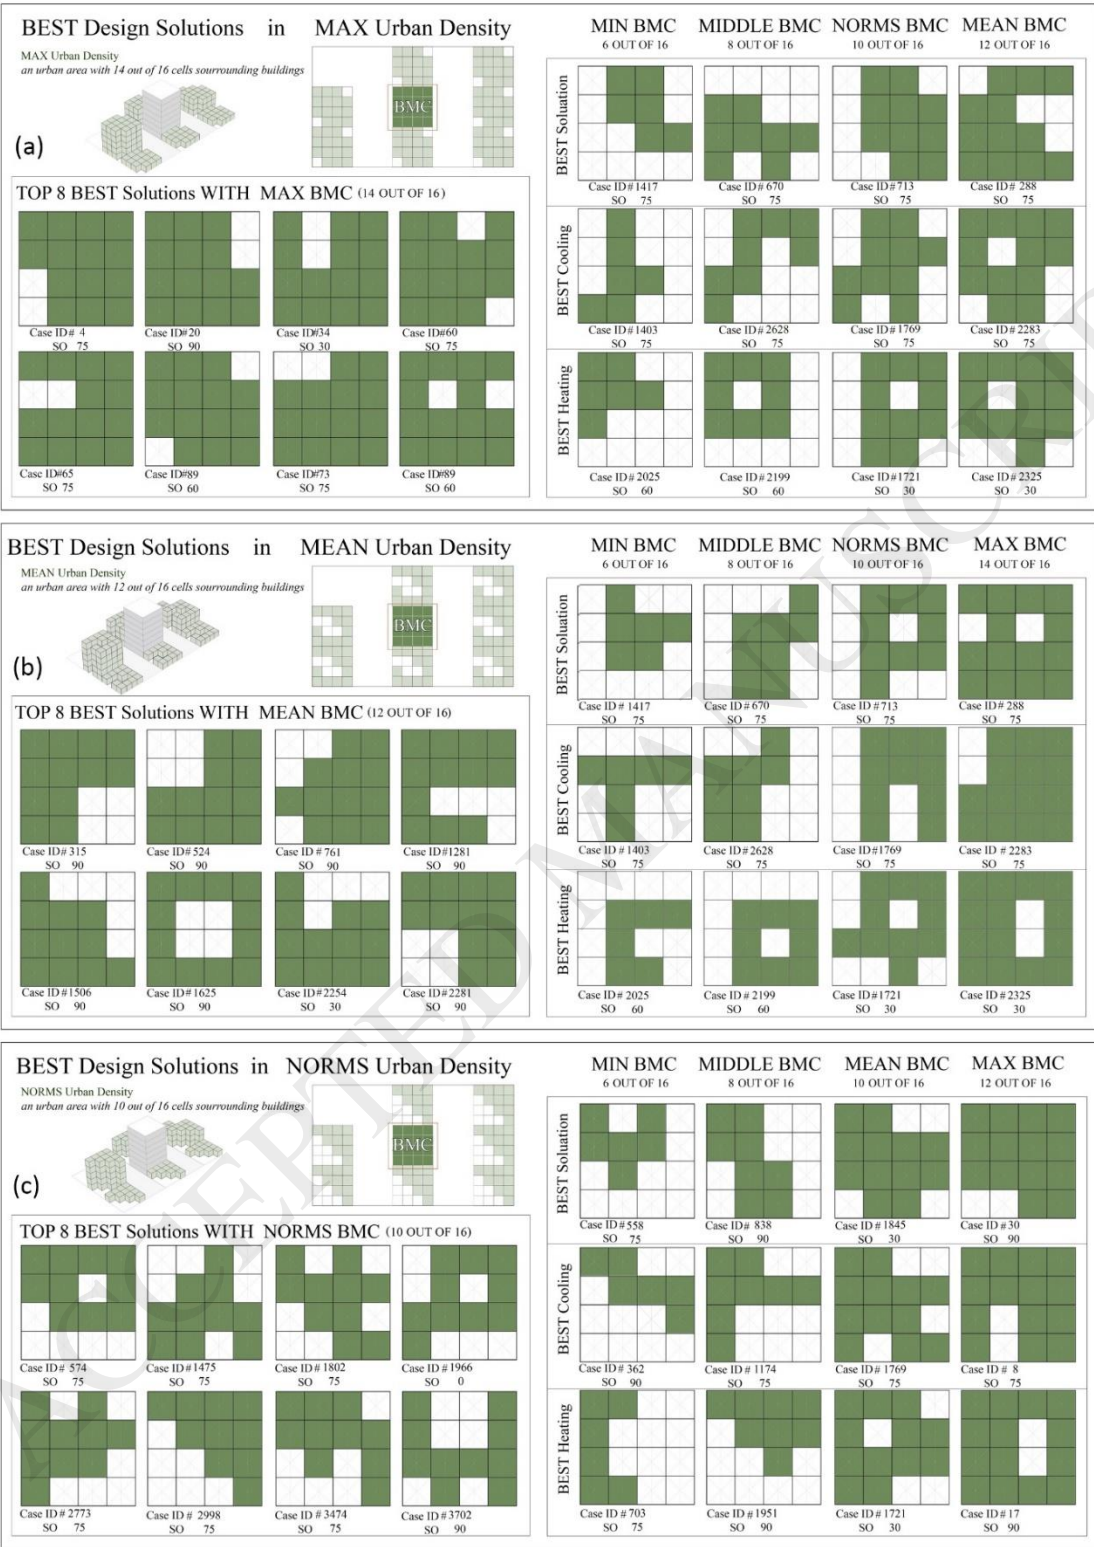 BEST Design Solutions in MAX Urban Density
MAX Urban Density
an urban area with 14 out of 16 cells sourrounding buildings
BMC
(a)
TOP 8 BEST Solutions WITH MAX BMC (14 OUT OF 16)
Case ID# 4 Case ID#20 Case ID#34 Case ID#60
SO 75 SO 90 SO 30 SO 75
Case ID#65 Case ID#89 Case ID#73 Case ID#89
SO 75 SO 60 SO 75 SO 60
MIN BMC MIDDLE BMC NORMS BMC MEAN BMC
6 OUT OF 16 8 OUT OF 16 10 OUT OF 16 12 OUT OF 16
BEST Soluation
Case ID# 1417 Case ID# 670 Case ID# 713 Case ID# 288
SO 75 SO 75 SO 75 SO 75
BEST Cooling
Case ID# 1403 Case ID# 2628 Case ID# 1769 Case ID# 2283
SO 75 SO 75 SO 75 SO 75
BEST Heating
Case ID# 2025 Case ID# 2199 Case ID# 1721 Case ID# 2325
SO 60 SO 60 SO 30 SO 30
BEST Design Solutions in MEAN Urban Density
MEAN Urban Density
an urban area with 12 out of 16 cells sourrounding buildings
BMC
(b)
TOP 8 BEST Solutions WITH MEAN BMC (12 OUT OF 16)
Case ID# 315 Case ID# 524 Case ID# 761 Case ID#1281
SO 90 SO 90 SO 90 SO 90
Case ID #1506 Case ID #1625 Case ID #2254 Case ID #2281
SO 90 SO 90 SO 30 SO 90
MIN BMC MIDDLE BMC NORMS BMC MAX BMC
6 OUT OF 16 8 OUT OF 16 10 OUT OF 16 14 OUT OF 16
BEST Soluation
Case ID# 1417 Case ID# 670 Case ID# 713 Case ID# 288
SO 75 SO 75 SO 75 SO 75
BEST Cooling
Case ID# 1403 Case ID# 2628 Case ID#1769 Case ID# 2283
SO 75 SO 75 SO 75 SO 75
BEST Heating
Case ID# 2025 Case ID# 2199 Case ID# 1721 Case ID# 2325
SO 60 SO 60 SO 30 SO 30
BEST Design Solutions in NORMS Urban Density
NORMS Urban Density
an urban area with 10 out of 16 cells sourrounding buildings
BMC
(c)
TOP 8 BEST Solutions WITH NORMS BMC (10 OUT OF 16)
Case ID# 574 Case ID # 1475 Case ID # 1802 Case ID # 1966
SO 75 SO 75 SO 75 SO 0
Case ID # 2773 Case ID # 2998 Case ID # 3474 Case ID # 3702
SO 75 SO 75 SO 75 SO 90
MIN BMC MIDDLE BMC MEAN BMC MAX BMC
6 OUT OF 16 8 OUT OF 16 10 OUT OF 16 12 OUT OF 16
BEST Soluation
Case ID # 558 Case ID# 838 Case ID # 1845 Case ID # 30
SO 75 SO 90 SO 30 SO 90
BEST Cooling
Case ID # 362 Case ID # 1174 Case ID # 1769 Case ID # 8
SO 90 SO 75 SO 75 SO 75
BEST Heating
Case ID # 703 Case ID # 1951 Case ID # 1721 Case ID # 17
SO 75 SO 90 SO 30 SO 90
ACCEPTED MANUSCRIP